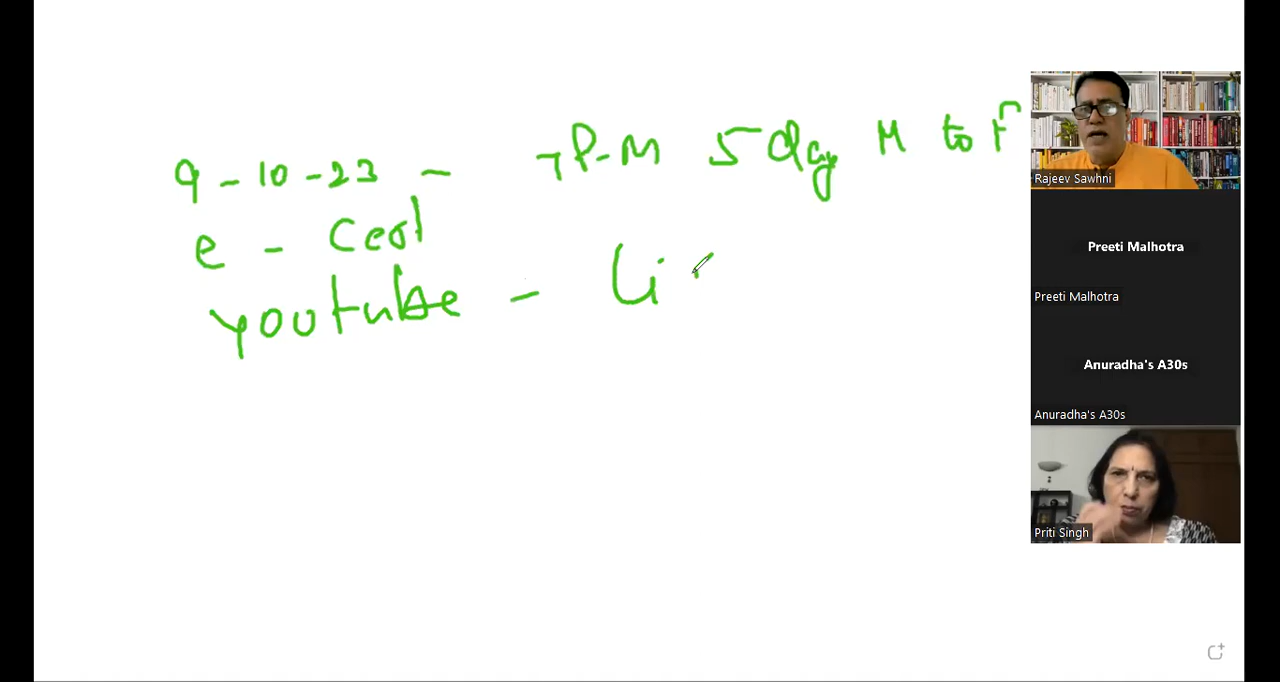 9-10-23 - 7P-M 5 day M to F
e - cert
youtube - Li
Rajeev Sawhni
Preeti Malhotra
Preeti Malhotra
Anuradha's A30s
Anuradha's A30s
Priti Singh